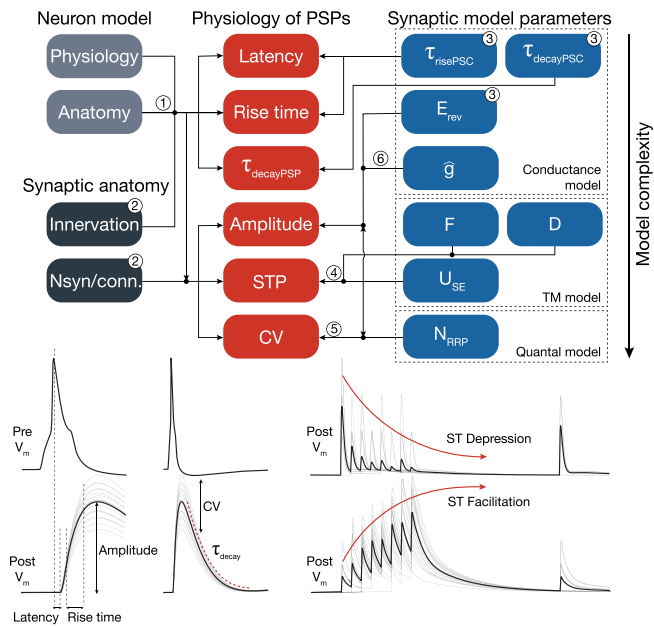 Neuron model
Physiology of PSPs
Synaptic model parameters
Physiology
Latency
τrisePSC
3
τdecayPSC
3
Anatomy
1
Rise time
Erev
3
τdecayPSP
6
ĝ
Conductance
model
Synaptic anatomy
Innervation
2
Amplitude
F
D
Nsyn/conn.
2
STP
4
USE
TM model
CV
5
NRRP
Quantal model
Model complexity
Pre
Vm
Post
Vm
ST Depression
CV
Amplitude
τdecay
Post
Vm
ST Facilitation
Post
Vm
Latency
Rise time